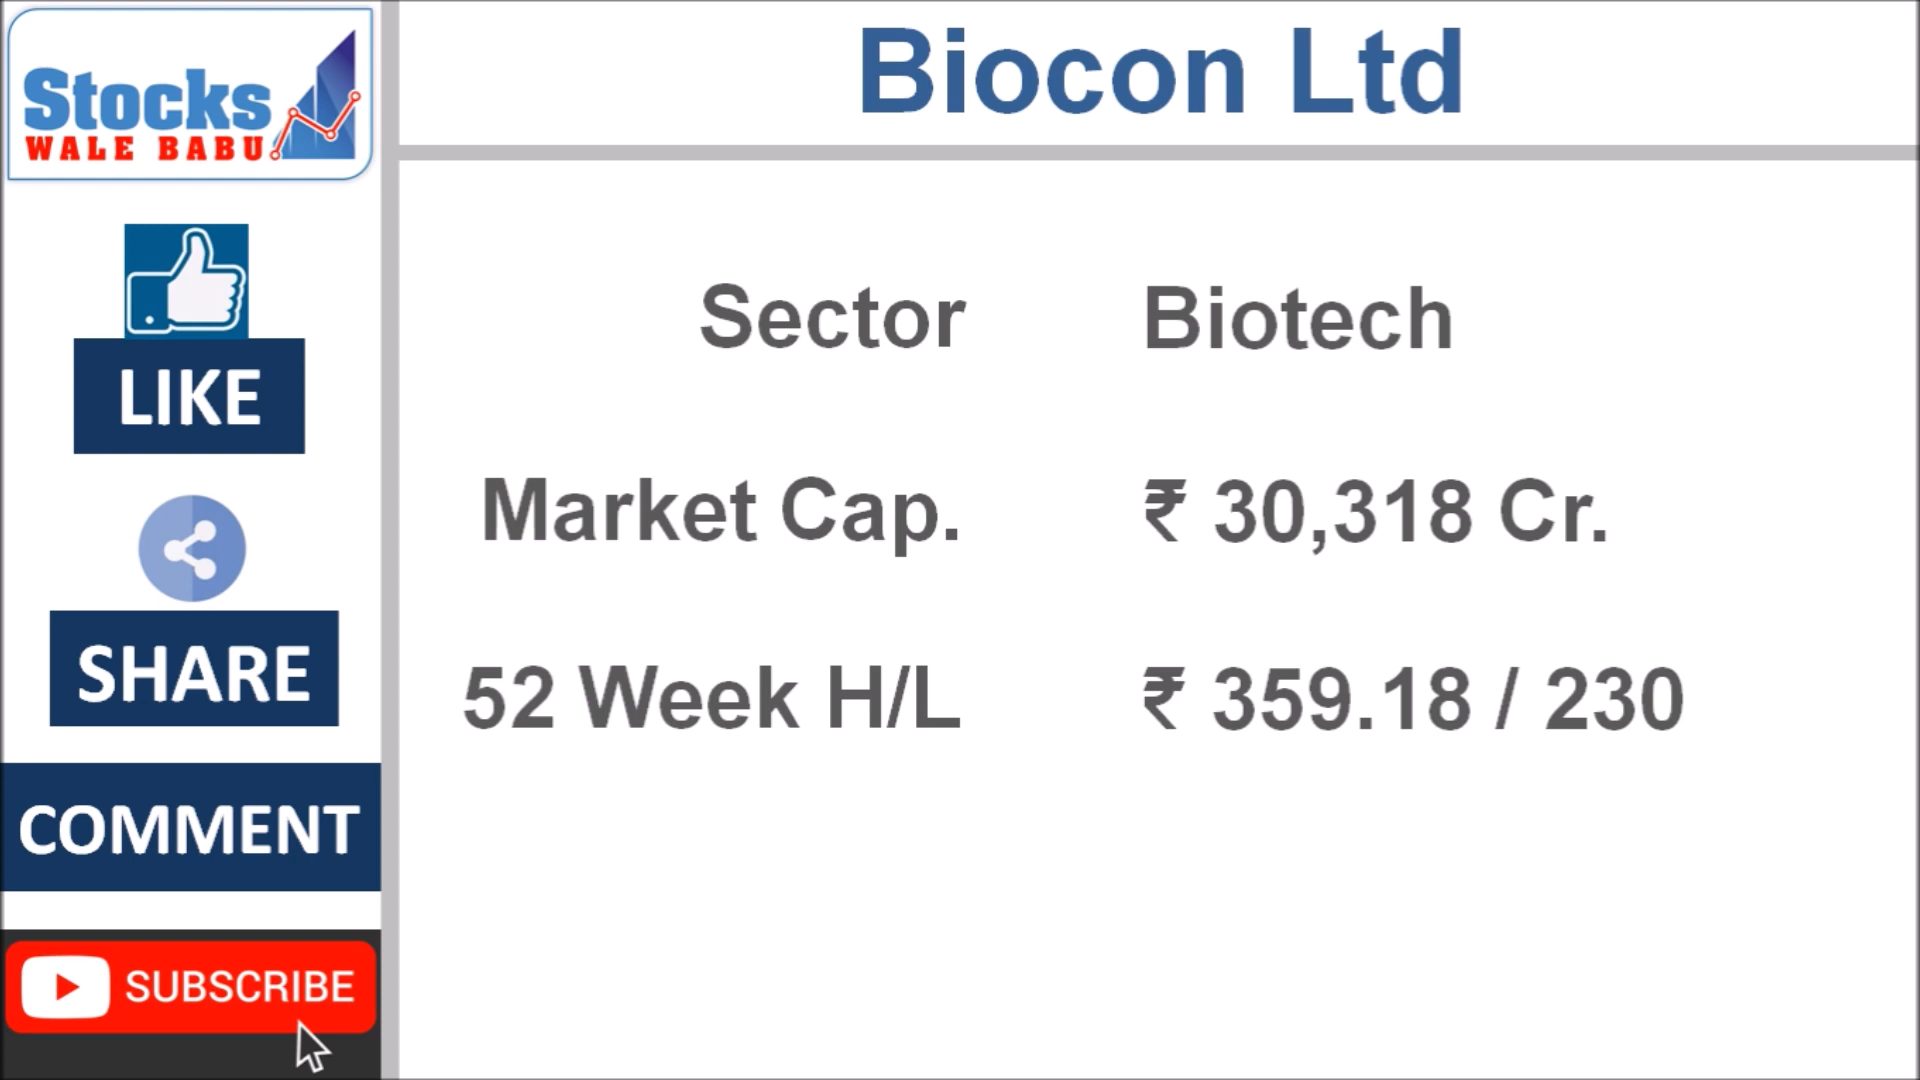 Stocks
WALE BABU
LIKE
SHARE
COMMENT
SUBSCRIBE
Biocon Ltd
Sector Biotech
Market Cap. ₹ 30,318 Cr.
52 Week H/L ₹ 359.18 / 230